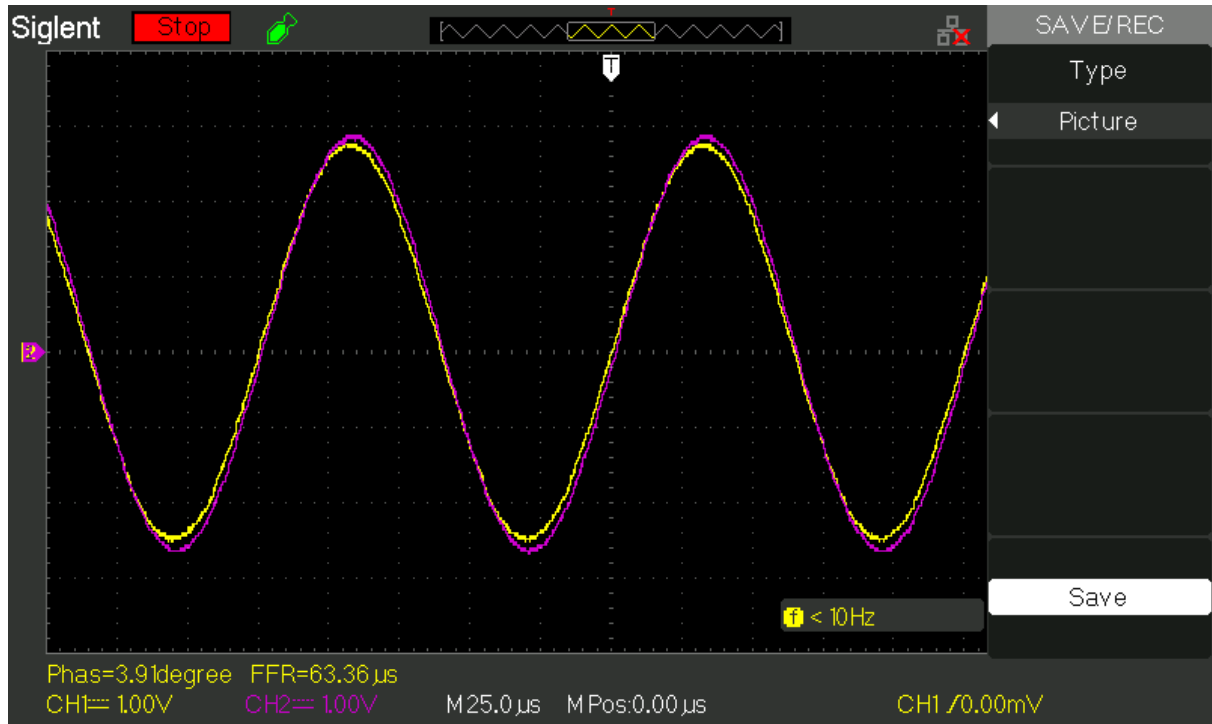 Siglent Stop T SAVE/REC
T
Type
Picture
f < 10Hz
Save
Phas=3.91degree FFR=63.36µs
CH1 1.00V CH2 1.00V M 25.0µs M Pos:0.00µs CH1 /0.00mV